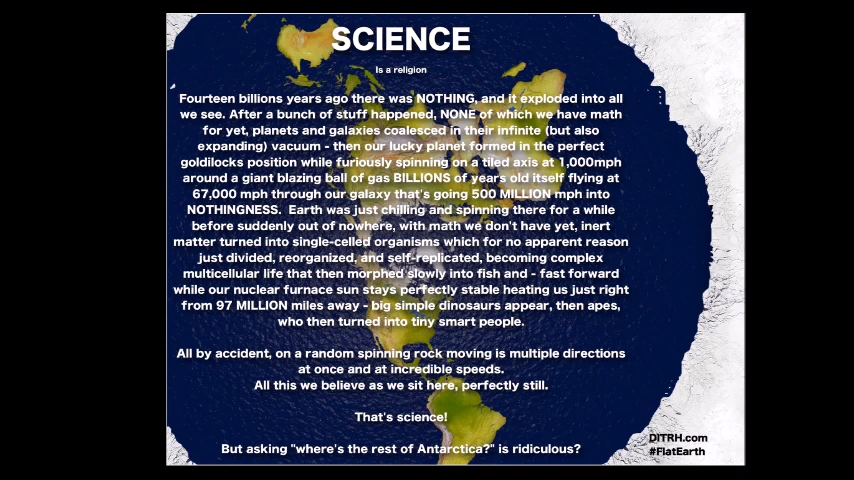 SCIENCE
Is a religion
Fourteen billions years ago there was NOTHING, and it exploded into all
we see. After a bunch of stuff happened, NONE of which we have math
for yet, planets and galaxies coalesced in their infinite (but also
expanding) vacuum - then our lucky planet formed in the perfect
goldilocks position while furiously spinning on a tiled axis at 1,000mph
around a giant blazing ball of gas BILLIONS of years old itself flying at
67,000 mph through our galaxy that's going 500 MILLION mph into
NOTHINGNESS. Earth was just chilling and spinning there for a while
before suddenly out of nowhere, with math we don't have yet, inert
matter turned into single-celled organisms which for no apparent reason
just divided, reorganized, and self-replicated, becoming complex
multicellular life that then morphed slowly into fish and - fast forward
while our nuclear furnace sun stays perfectly stable heating us just right
from 97 MILLION miles away - big simple dinosaurs appear, then apes,
who then turned into tiny smart people.
All by accident, on a random spinning rock moving is multiple directions
at once and at incredible speeds.
All this we believe as we sit here, perfectly still.
That's science!
But asking "where's the rest of Antarctica?" is ridiculous?
DITRH.com
#FlatEarth